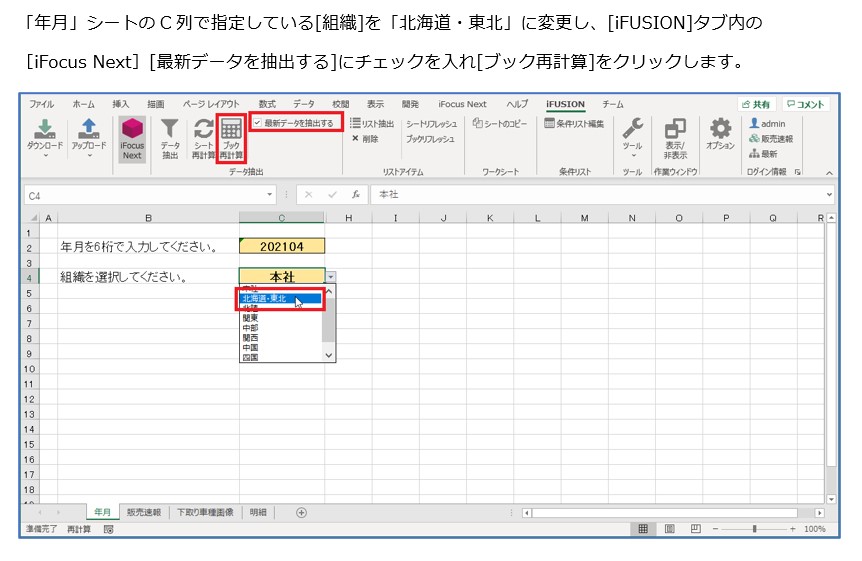 「年月」シートのC列で指定している[組織]を「北海道・東北」に変更し、[iFUSION]タブ内の
［iFocus Next］[最新データを抽出する]にチェックを入れ[ブック再計算]をクリックします。
ファイル ホーム 挿入 描画 ページ レイアウト 数式 データ 校閲 表示 開発 iFocus Next ヘルプ iFUSION チーム 共有 コメント
ダウンロード アップロード iFocus Next データ抽出 シート再計算 ブック再計算 最新データを抽出する リスト抽出 削除 シートリフレッシュ ブックリフレッシュ シートのコピー 条件リスト編集 ツール 表示/非表示 オプション admin 販売速報 最新
データ抽出 リストアイテム ワークシート 条件リスト ツール 作業ウィンドウ ログイン情報
C4 fx 本社
A B C H I J K L M N O P Q R
1
2 年月を6桁で入力してください。 202104
3
4 組織を選択してください。 本社
5 本社
北海道・東北
6 北陸
7 関東
中部
8 関西
中国
9 四国
10
11
12
13
14
15
16
17
18
年月 販売速報 下取り車種画像 明細
準備完了 再計算 100%